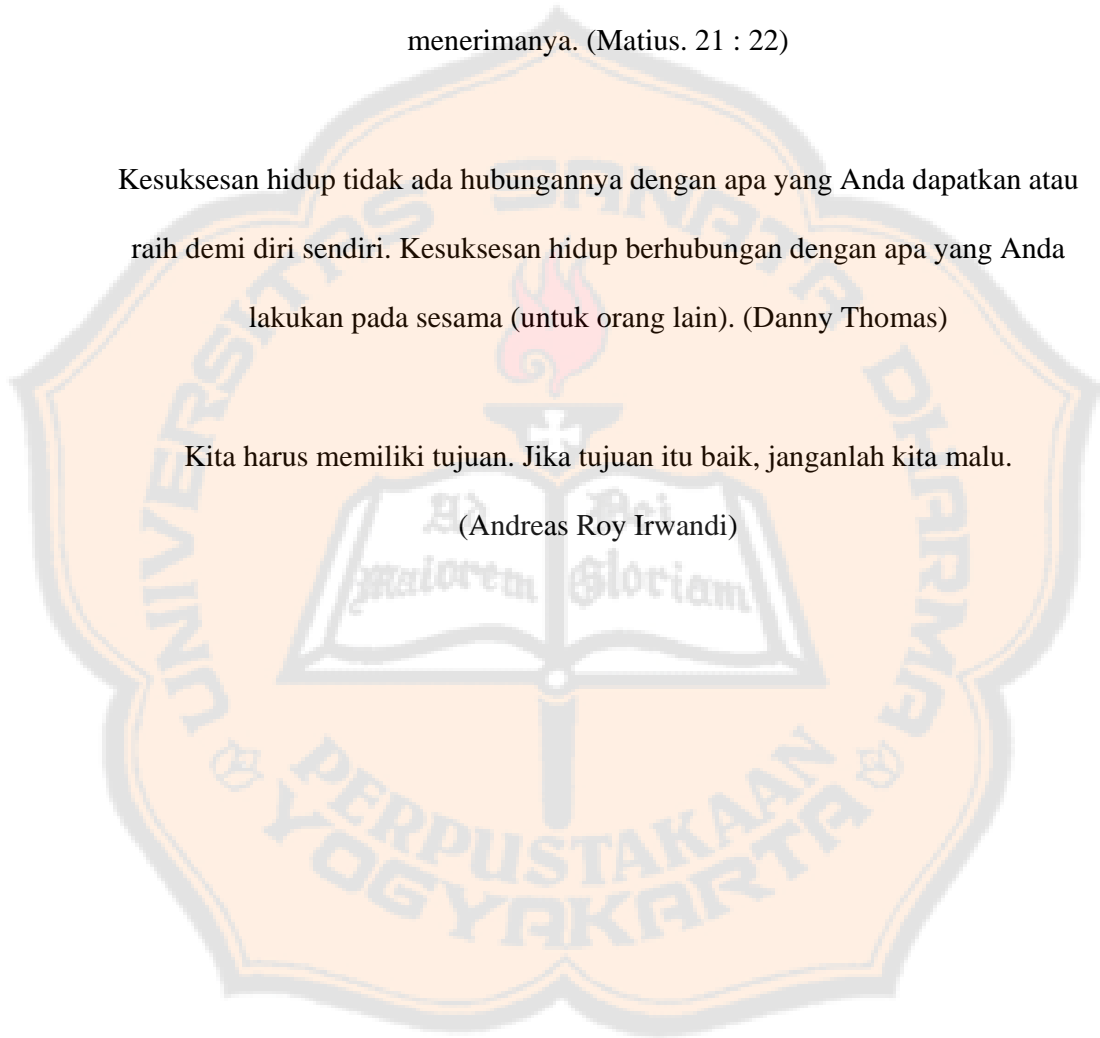 menerimanya. (Matius. 21 : 22)
Kesuksesan hidup tidak ada hubungannya dengan apa yang Anda dapatkan atau
raih demi diri sendiri. Kesuksesan hidup berhubungan dengan apa yang Anda
lakukan pada sesama (untuk orang lain). (Danny Thomas)
Kita harus memiliki tujuan. Jika tujuan itu baik, janganlah kita malu.
(Andreas Roy Irwandi)
UNIVERSITAS SANATA DHARMA
Ad Dei
Maiorem Gloriam
PERPUSTAKAAN
YOGYAKARTA